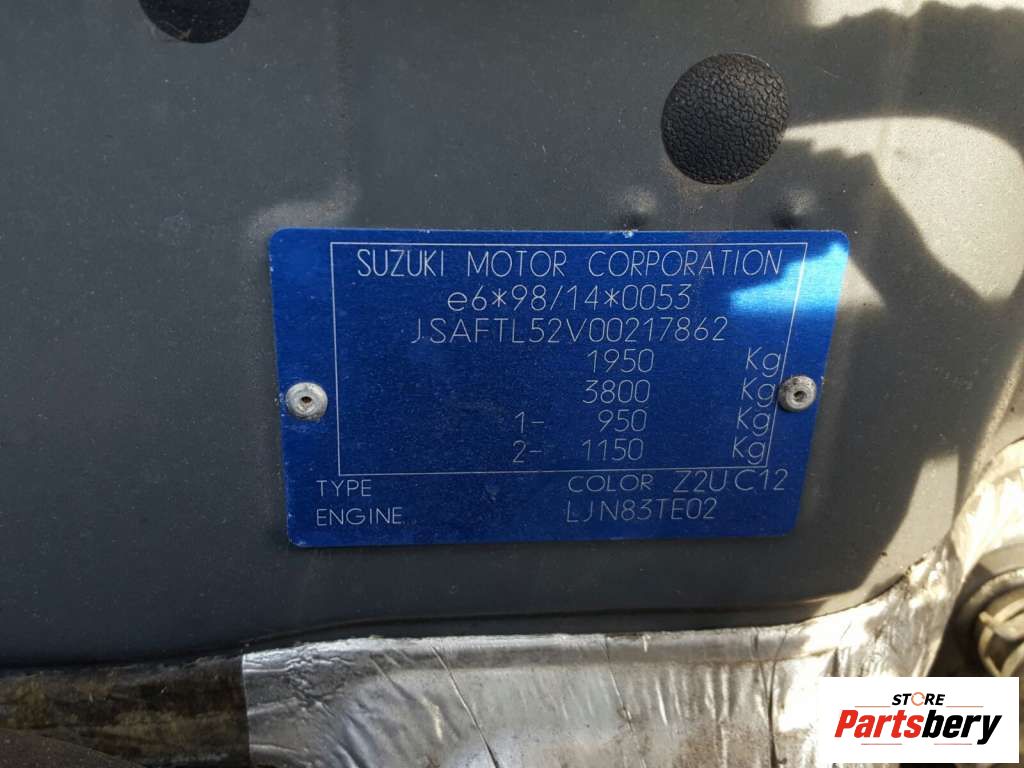 SUZUKI MOTOR CORPORATION
e6*98/14*0053
JSAFTL52V00217862
1950 Kg
3800 Kg
1- 950 Kg
2- 1150 Kg
TYPE COLOR Z2U C12
ENGINE LJN83TE02
STORE
Partsbery